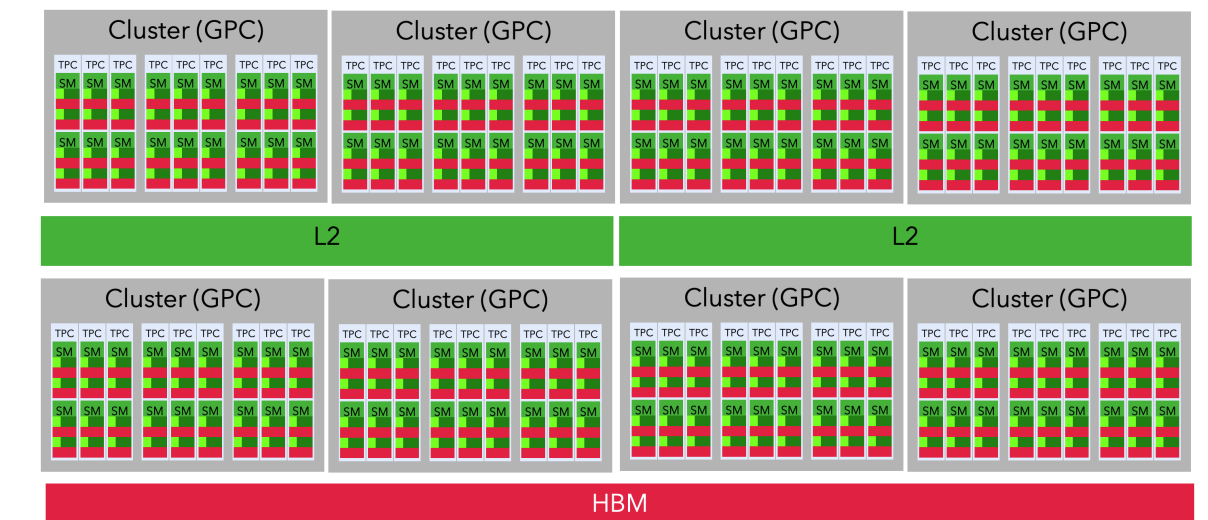 Cluster (GPC) Cluster (GPC) Cluster (GPC) Cluster (GPC)
TPC TPC TPC TPC TPC TPC TPC TPC TPC TPC TPC TPC TPC TPC TPC TPC TPC TPC TPC TPC TPC TPC TPC TPC TPC TPC TPC TPC TPC TPC TPC TPC TPC TPC TPC TPC
SM SM SM SM SM SM SM SM SM SM SM SM SM SM SM SM SM SM SM SM SM SM SM SM SM SM SM SM SM SM SM SM SM SM SM SM
SM SM SM SM SM SM SM SM SM SM SM SM SM SM SM SM SM SM SM SM SM SM SM SM SM SM SM SM SM SM SM SM SM SM SM SM
L2 L2
Cluster (GPC) Cluster (GPC) Cluster (GPC) Cluster (GPC)
TPC TPC TPC TPC TPC TPC TPC TPC TPC TPC TPC TPC TPC TPC TPC TPC TPC TPC TPC TPC TPC TPC TPC TPC TPC TPC TPC TPC TPC TPC TPC TPC TPC TPC TPC TPC
SM SM SM SM SM SM SM SM SM SM SM SM SM SM SM SM SM SM SM SM SM SM SM SM SM SM SM SM SM SM SM SM SM SM SM SM
SM SM SM SM SM SM SM SM SM SM SM SM SM SM SM SM SM SM SM SM SM SM SM SM SM SM SM SM SM SM SM SM SM SM SM SM
HBM